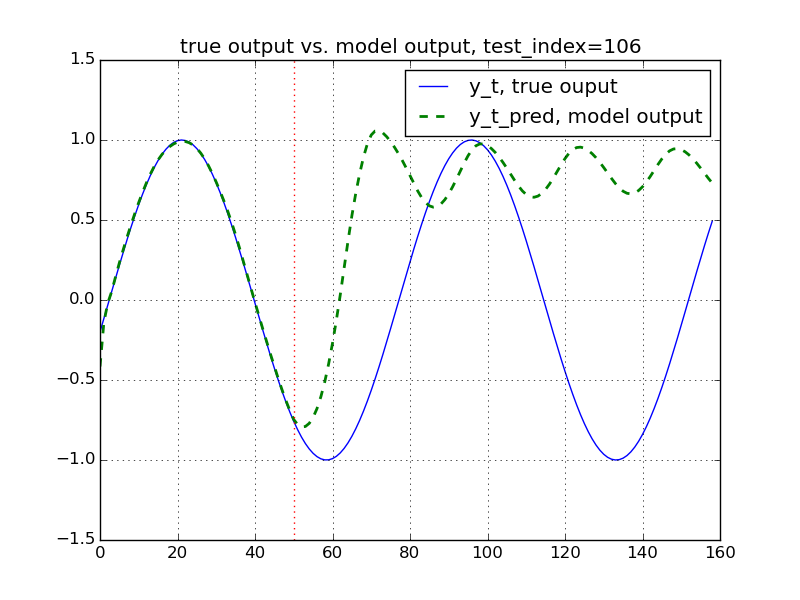 true output vs. model output, test_index=106
y_t, true ouput
y_t_pred, model output
1.5
1.0
0.5
0.0
−0.5
−1.0
−1.5
0 20 40 60 80 100 120 140 160